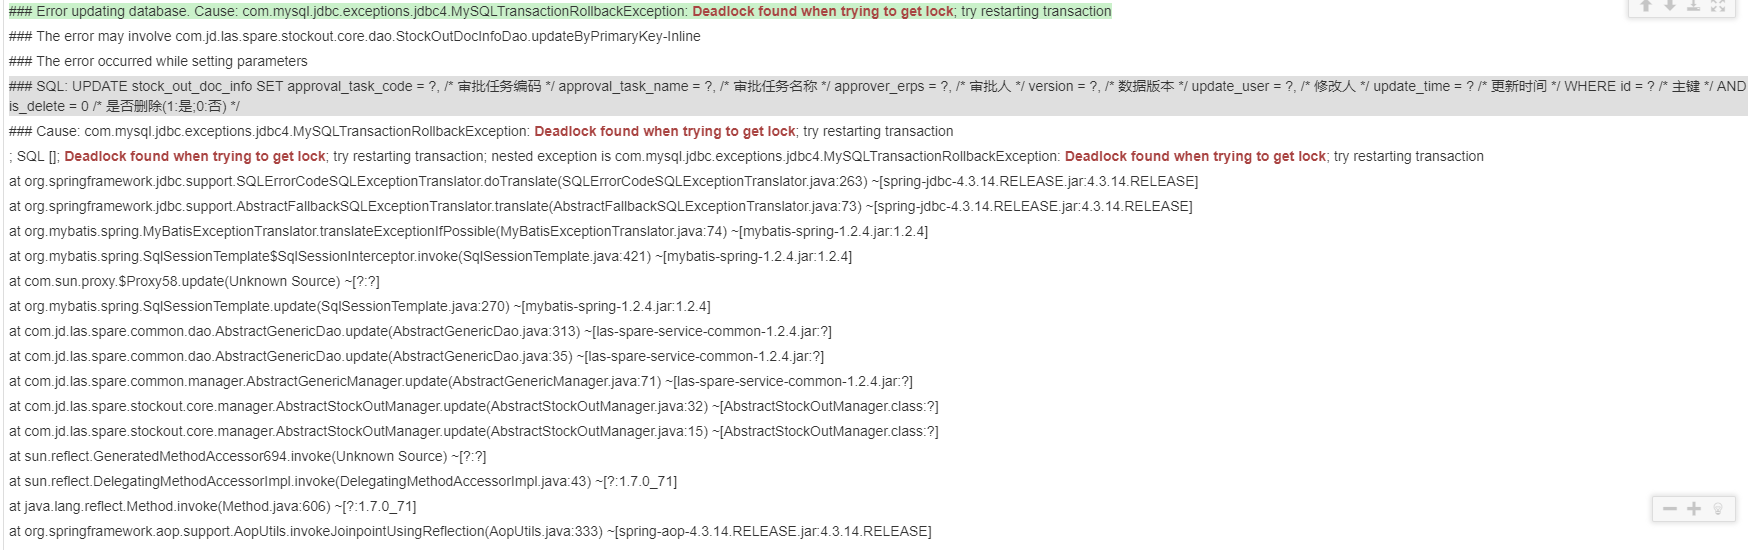 ### Error updating database. Cause: com.mysql.jdbc.exceptions.jdbc4.MySQLTransactionRollbackException: Deadlock found when trying to get lock; try restarting transaction
### The error may involve com.jd.las.spare.stockout.core.dao.StockOutDocInfoDao.updateByPrimaryKey-Inline
### The error occurred while setting parameters
### SQL: UPDATE stock_out_doc_info SET approval_task_code = ?, /* 审批任务编码 */ approval_task_name = ?, /* 审批任务名称 */ approver_erps = ?, /* 审批人 */ version = ?, /* 数据版本 */ update_user = ?, /* 修改人 */ update_time = ? /* 更新时间 */ WHERE id = ? /* 主键 */ AND
is_delete = 0 /* 是否删除(1:是;0:否) */
### Cause: com.mysql.jdbc.exceptions.jdbc4.MySQLTransactionRollbackException: Deadlock found when trying to get lock; try restarting transaction
; SQL []; Deadlock found when trying to get lock; try restarting transaction; nested exception is com.mysql.jdbc.exceptions.jdbc4.MySQLTransactionRollbackException: Deadlock found when trying to get lock; try restarting transaction
at org.springframework.jdbc.support.SQLErrorCodeSQLExceptionTranslator.doTranslate(SQLErrorCodeSQLExceptionTranslator.java:263) ~[spring-jdbc-4.3.14.RELEASE.jar:4.3.14.RELEASE]
at org.springframework.jdbc.support.AbstractFallbackSQLExceptionTranslator.translate(AbstractFallbackSQLExceptionTranslator.java:73) ~[spring-jdbc-4.3.14.RELEASE.jar:4.3.14.RELEASE]
at org.mybatis.spring.MyBatisExceptionTranslator.translateExceptionIfPossible(MyBatisExceptionTranslator.java:74) ~[mybatis-spring-1.2.4.jar:1.2.4]
at org.mybatis.spring.SqlSessionTemplate$SqlSessionInterceptor.invoke(SqlSessionTemplate.java:421) ~[mybatis-spring-1.2.4.jar:1.2.4]
at com.sun.proxy.$Proxy58.update(Unknown Source) ~[?:?]
at org.mybatis.spring.SqlSessionTemplate.update(SqlSessionTemplate.java:270) ~[mybatis-spring-1.2.4.jar:1.2.4]
at com.jd.las.spare.common.dao.AbstractGenericDao.update(AbstractGenericDao.java:313) ~[las-spare-service-common-1.2.4.jar:?]
at com.jd.las.spare.common.dao.AbstractGenericDao.update(AbstractGenericDao.java:35) ~[las-spare-service-common-1.2.4.jar:?]
at com.jd.las.spare.common.manager.AbstractGenericManager.update(AbstractGenericManager.java:71) ~[las-spare-service-common-1.2.4.jar:?]
at com.jd.las.spare.stockout.core.manager.AbstractStockOutManager.update(AbstractStockOutManager.java:32) ~[AbstractStockOutManager.class:?]
at com.jd.las.spare.stockout.core.manager.AbstractStockOutManager.update(AbstractStockOutManager.java:15) ~[AbstractStockOutManager.class:?]
at sun.reflect.GeneratedMethodAccessor694.invoke(Unknown Source) ~[?:?]
at sun.reflect.DelegatingMethodAccessorImpl.invoke(DelegatingMethodAccessorImpl.java:43) ~[?:1.7.0_71]
at java.lang.reflect.Method.invoke(Method.java:606) ~[?:1.7.0_71]
at org.springframework.aop.support.AopUtils.invokeJoinpointUsingReflection(AopUtils.java:333) ~[spring-aop-4.3.14.RELEASE.jar:4.3.14.RELEASE]